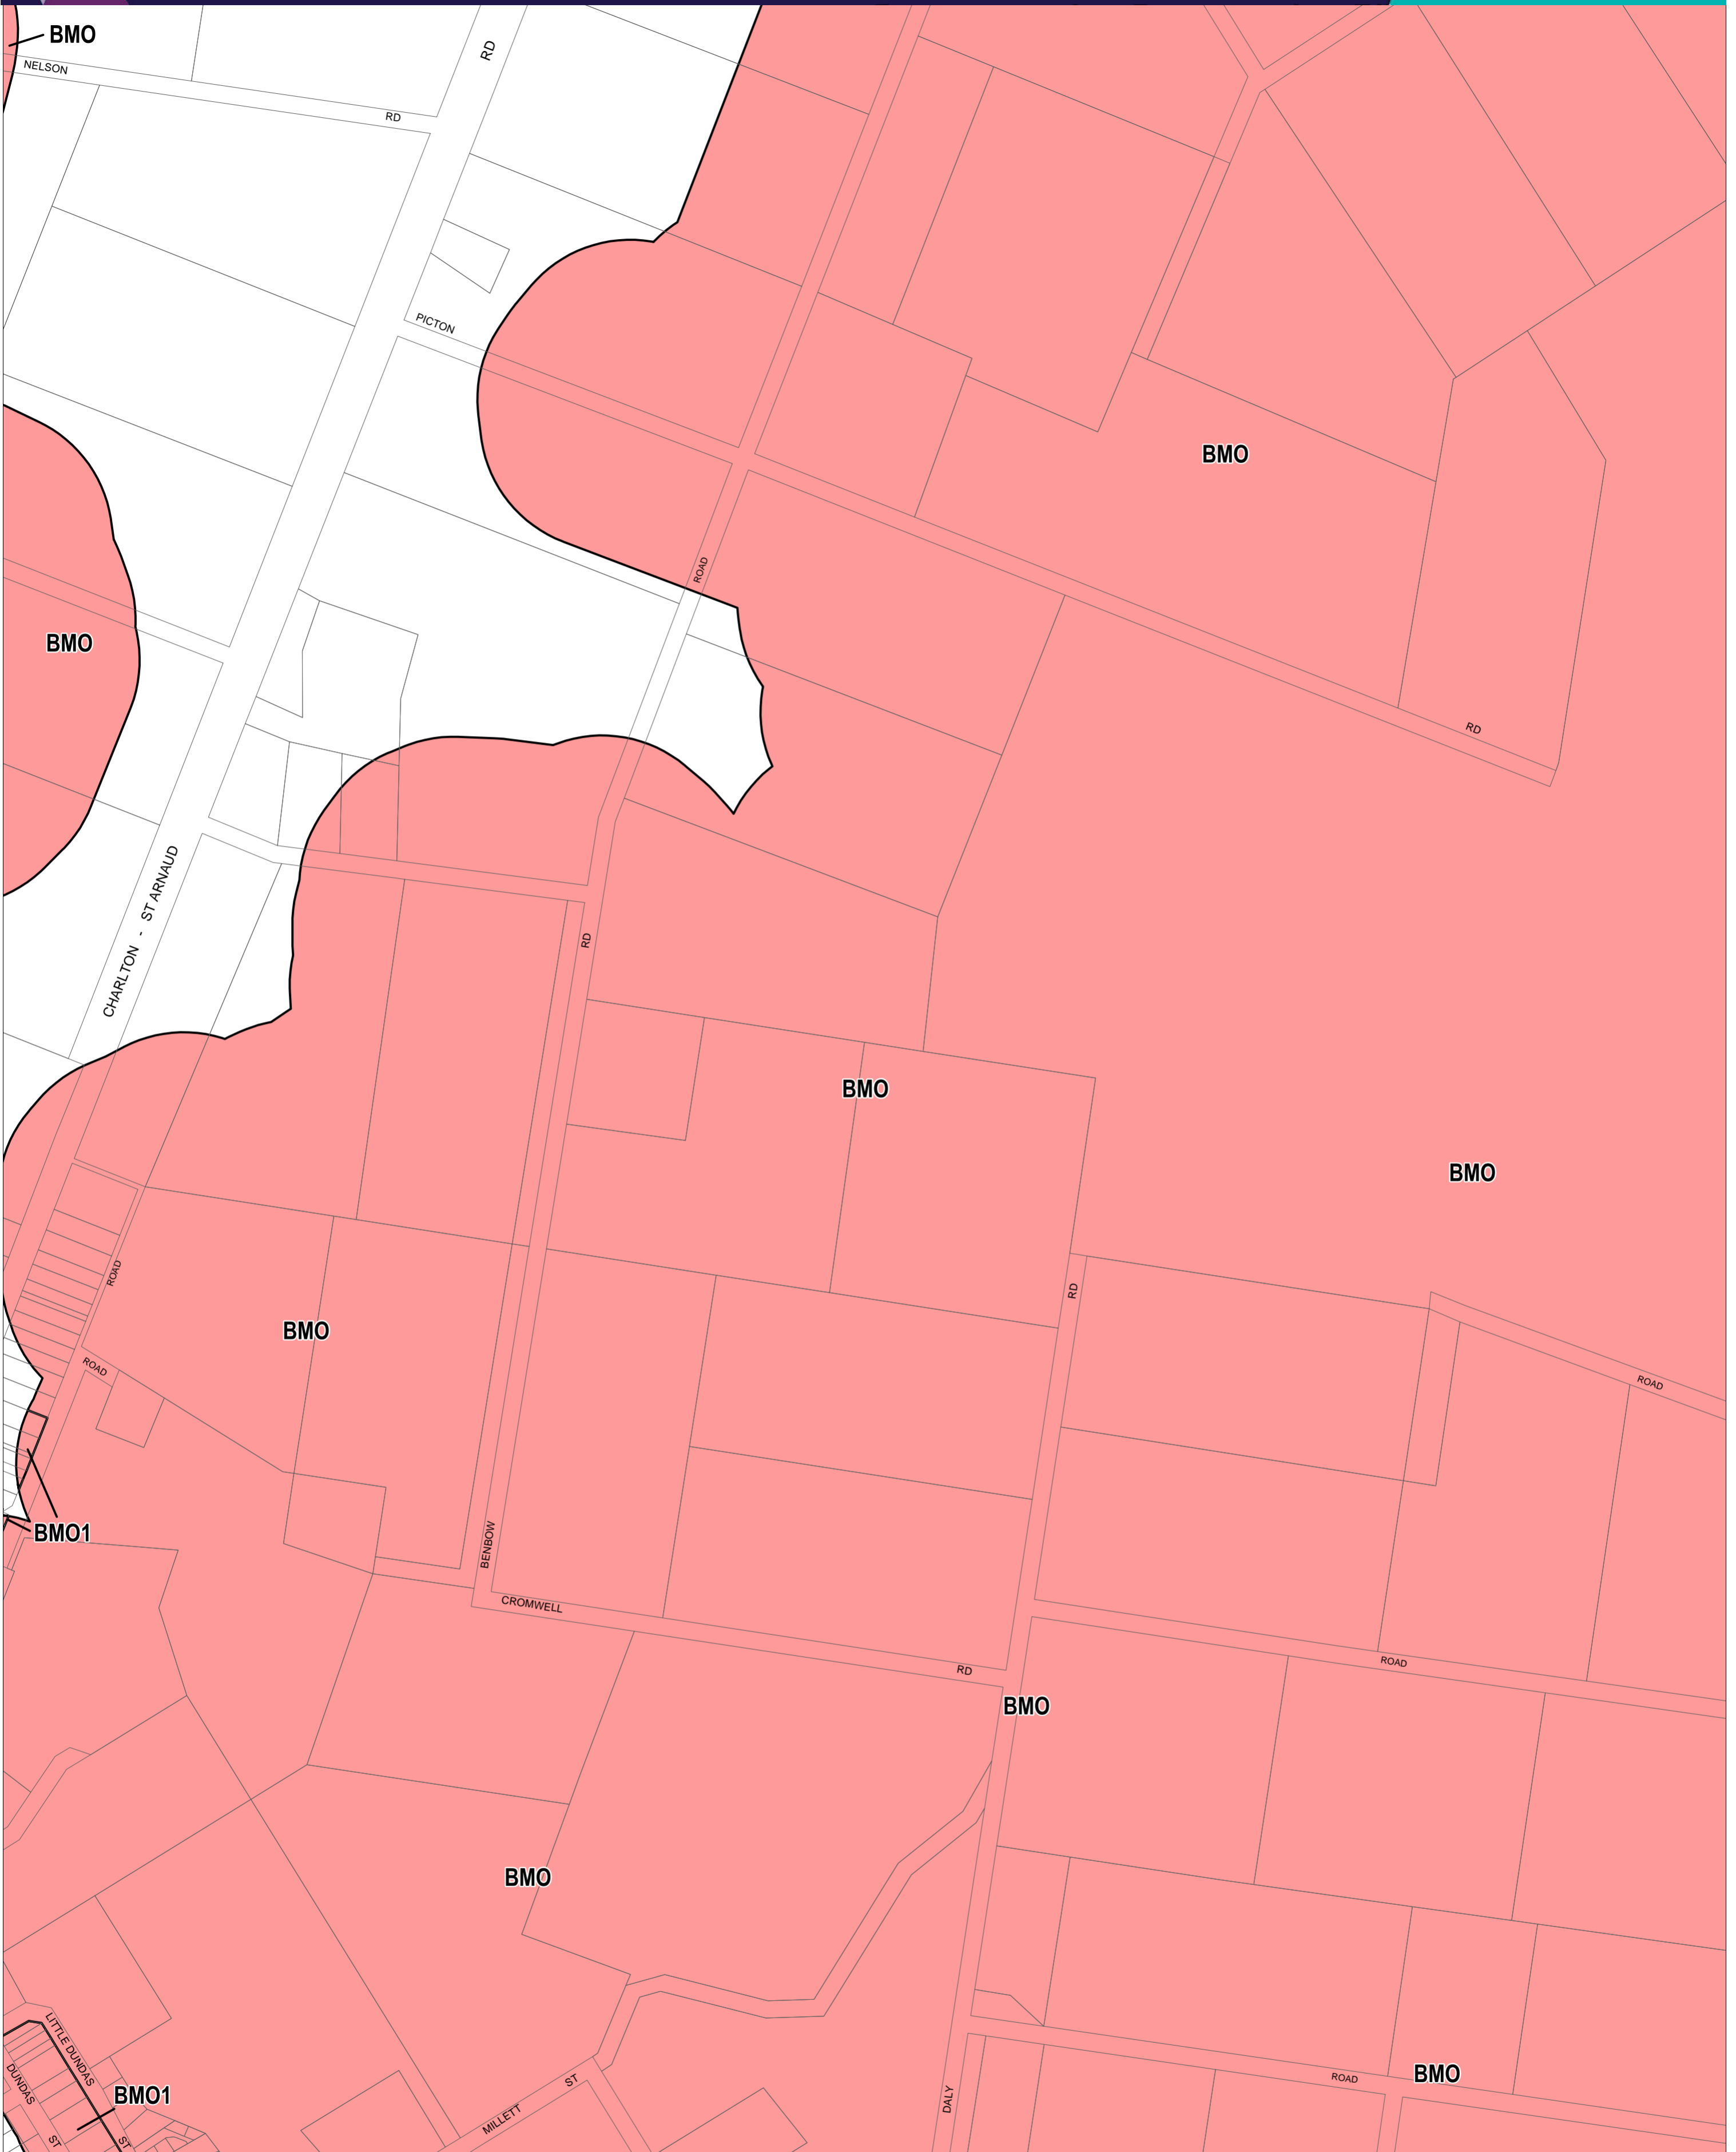 BMO
NELSON
RD
RD
PICTON
BMO
ROAD
BMO
RD
CHARLTON - ST ARNAUD
RD
BMO
BMO
ROAD
RD
BMO
ROAD
ROAD
BMO1
BENBOW
CROMWELL
RD
ROAD
BMO
BMO
LITTLE DUNDAS
DUNDAS
ST
ST
BMO1
MILLETT
ST
DALY
ROAD
BMO